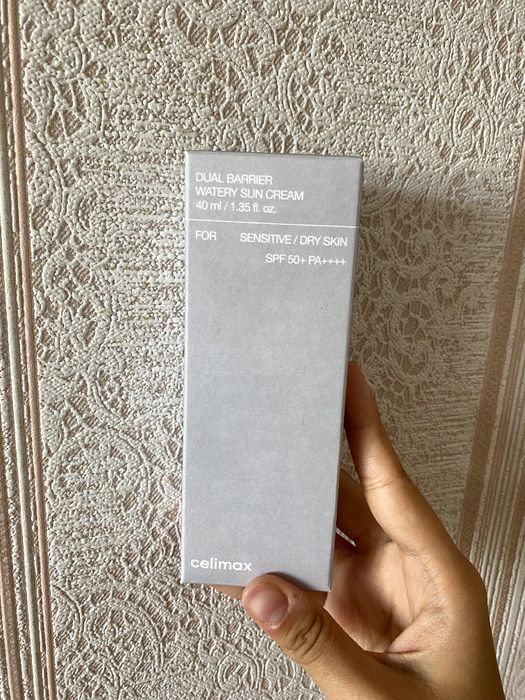 DUAL BARRIER
WATERY SUN CREAM
40 ml / 1.35 fl. oz.
FOR SENSITIVE / DRY SKIN
SPF 50+ PA++++
celimax